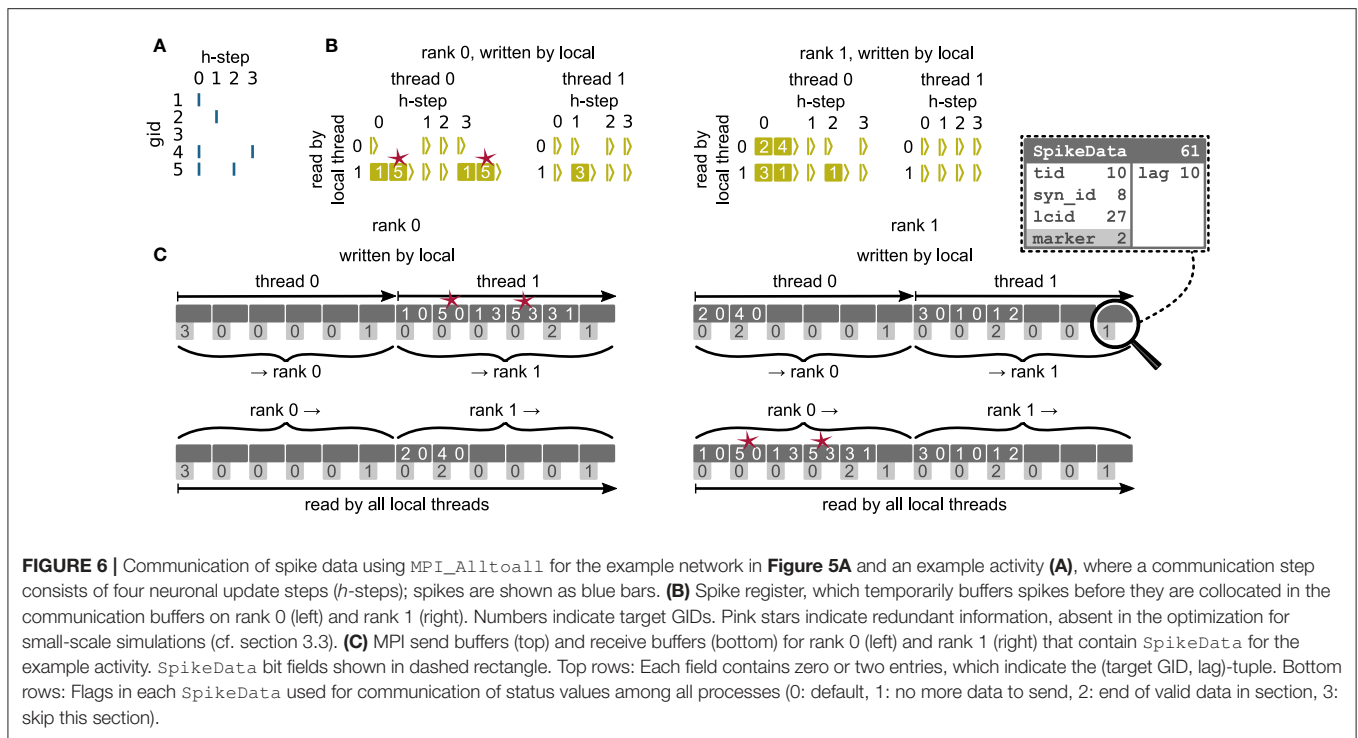 A
h-step
0 1 2 3
gid
1
2
3
4
5
B
rank 0, written by local
thread 0
thread 1
h-step
h-step
0 1 2 3
0 1 2 3
read by
local thread
0
1 1 5 1 5
1 3
0
rank 1, written by local
thread 0
thread 1
h-step
h-step
0 1 2 3
0 1 2 3
read by
local thread
0 2 4
0
1 3 1 2
1
SpikeData 61
tid 10 lag 10
syn_id 8
lcid 27
marker 2
C
rank 0
written by local
thread 0
thread 1
1 0 5 0 1 3 5 3 3 1
3 0 0 0 0 1 0 0 0 0 2 1
→ rank 0
→ rank 1
rank 0 →
rank 1 →
2 0 4 0
3 0 0 0 0 1 0 2 0 0 0 1
read by all local threads
rank 1
written by local
thread 0
thread 1
2 0 4 0
3 0 1 0 1 2
0 2 0 0 0 1 0 0 2 0 0 1
→ rank 0
→ rank 1
rank 0 →
rank 1 →
1 0 5 0 1 3 5 3 3 1
3 0 1 0 1 2
0 0 0 0 2 1 0 0 2 0 0 1
read by all local threads
FIGURE 6 | Communication of spike data using MPI_Alltoall for the example network in Figure 5A and an example activity (A), where a communication step
consists of four neuronal update steps (h-steps); spikes are shown as blue bars. (B) Spike register, which temporarily buffers spikes before they are collocated in the
communication buffers on rank 0 (left) and rank 1 (right). Numbers indicate target GIDs. Pink stars indicate redundant information, absent in the optimization for
small-scale simulations (cf. section 3.3). (C) MPI send buffers (top) and receive buffers (bottom) for rank 0 (left) and rank 1 (right) that contain SpikeData for the
example activity. SpikeData bit fields shown in dashed rectangle. Top rows: Each field contains zero or two entries, which indicate the (target GID, lag)-tuple. Bottom
rows: Flags in each SpikeData used for communication of status values among all processes (0: default, 1: no more data to send, 2: end of valid data in section, 3:
skip this section).